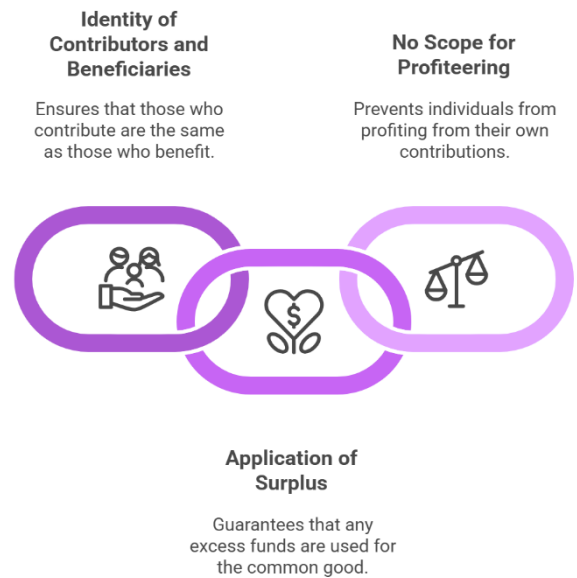 Identity of
Contributors and
Beneficiaries
Ensures that those who
contribute are the same
as those who benefit.
No Scope for
Profiteering
Prevents individuals from
profiting from their own
contributions.
$
Application of
Surplus
Guarantees that any
excess funds are used for
the common good.